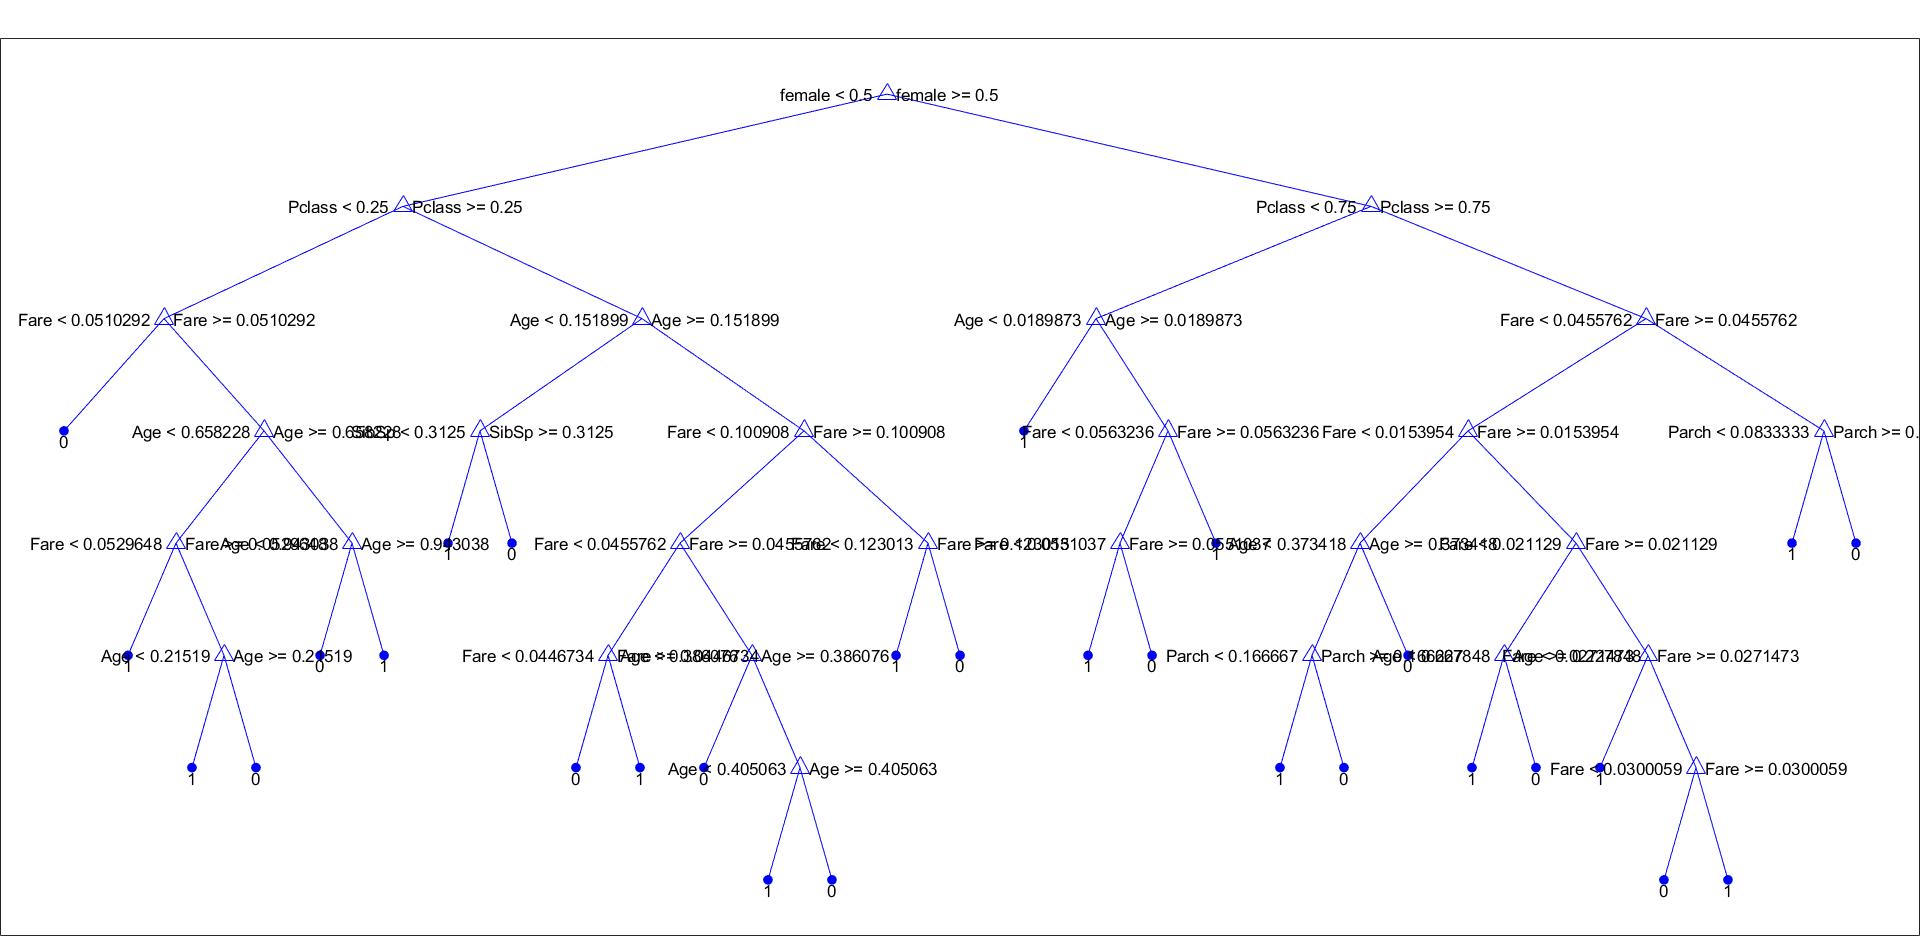 female < 0.5 female >= 0.5
Pclass < 0.25 Pclass >= 0.25 Pclass < 0.75 Pclass >= 0.75
Fare < 0.0510292 Fare >= 0.0510292 Age < 0.151899 Age >= 0.151899 Age < 0.0189873 Age >= 0.0189873 Fare < 0.0455762 Fare >= 0.0455762
0 Age < 0.658228 Age >= 0.658228 SibSp < 0.3125 SibSp >= 0.3125 Fare < 0.100908 Fare >= 0.100908 1 Fare < 0.0563236 Fare >= 0.0563236 Fare < 0.0153954 Fare >= 0.0153954 Parch < 0.0833333 Parch >= 0.
Fare < 0.0529648 Fare >= 0.0529648 Age < 0.943038 Age >= 0.943038 1 0 Fare < 0.0455762 Fare >= 0.0455762 Fare < 0.123013 Fare >= 0.123013 Fare < 0.0551037 Fare >= 0.0551037 1 Age < 0.373418 Age >= 0.373418 Fare < 0.021129 Fare >= 0.021129 1 0
1 Age < 0.21519 Age >= 0.21519 0 1 Fare < 0.0446734 Fare >= 0.0446734 Age < 0.386076 Age >= 0.386076 1 0 1 0 Parch < 0.166667 Parch >= 0.166667 0 Age < 0.227848 Age >= 0.227848 Fare < 0.0271473 Fare >= 0.0271473
1 0 0 1 0 Age < 0.405063 Age >= 0.405063 1 0 1 0 1 Fare < 0.0300059 Fare >= 0.0300059
1 0 0 1